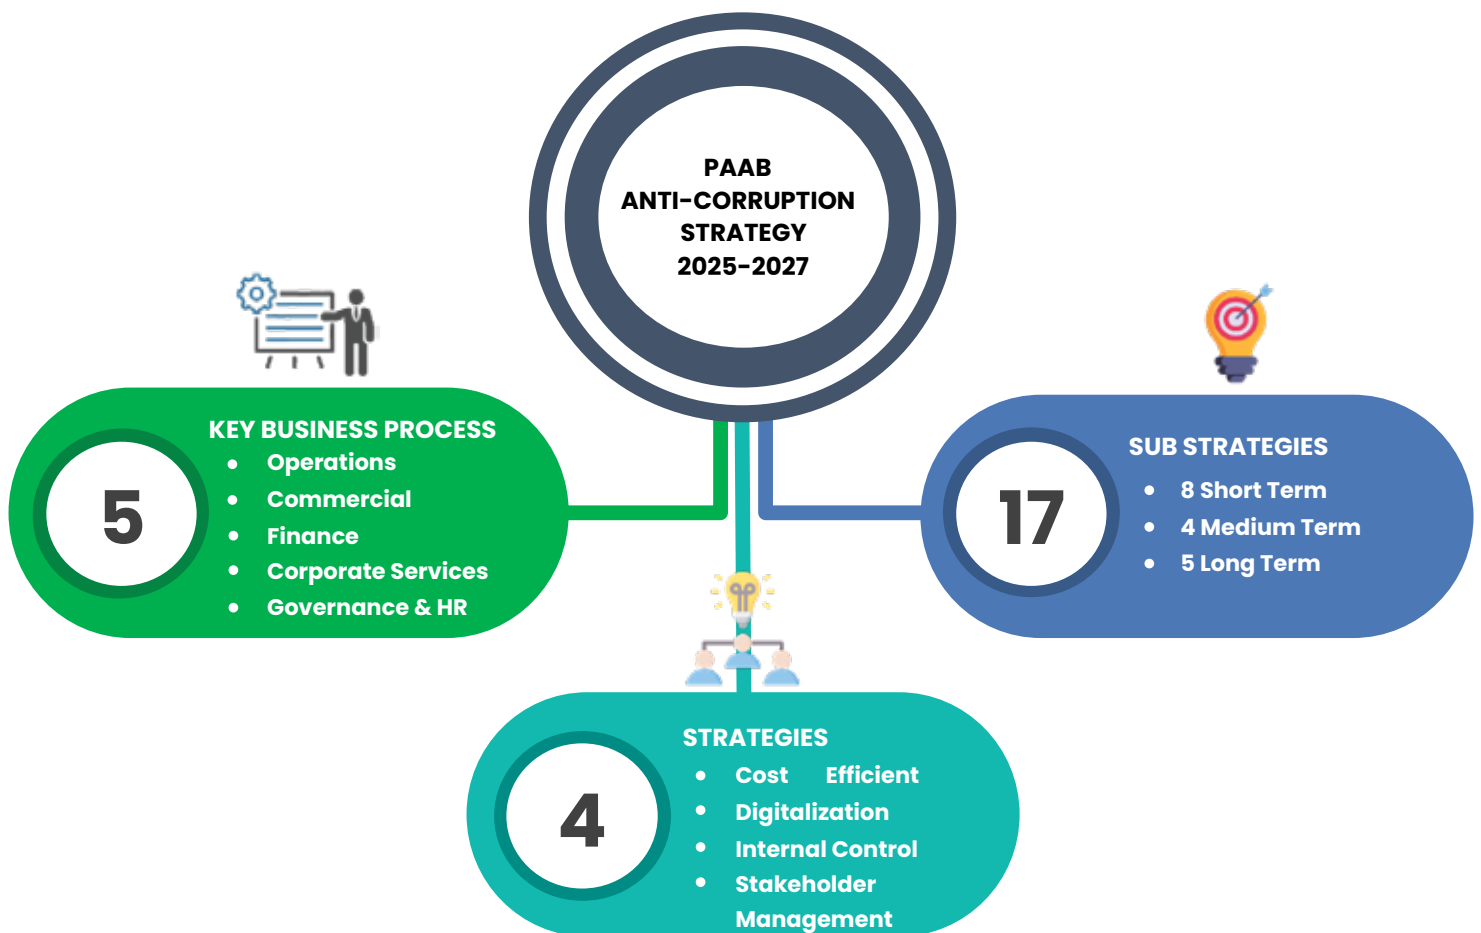 PAAB
ANTI-CORRUPTION
STRATEGY
2025-2027
5
KEY BUSINESS PROCESS
• Operations
• Commercial
• Finance
• Corporate Services
• Governance & HR
17
SUB STRATEGIES
• 8 Short Term
• 4 Medium Term
• 5 Long Term
4
STRATEGIES
• Cost Efficient
• Digitalization
• Internal Control
• Stakeholder
Management